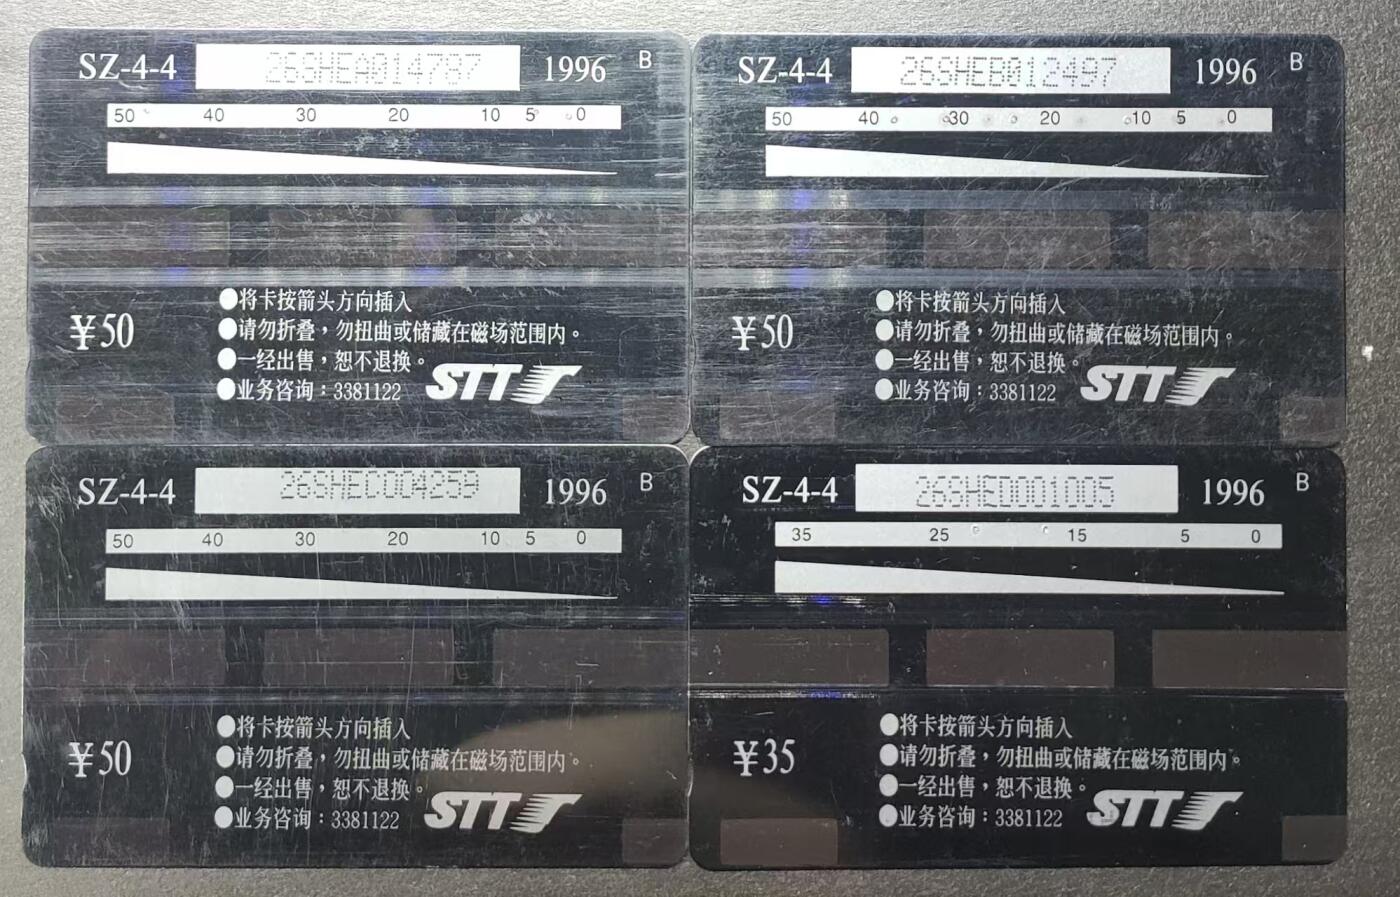 SZ-4-4 26SHEA014787 1996 B
50 40 30 20 10 5 0
●将卡按箭头方向插入
¥50
●请勿折叠，勿扭曲或储藏在磁场范围内。
●一经出售，恕不退换。
●业务咨询：3381122
STT
SZ-4-4 26SHEB012497 1996 B
50 40 30 20 10 5 0
●将卡按箭头方向插入
¥50
●请勿折叠，勿扭曲或储藏在磁场范围内。
●一经出售，恕不退换。
●业务咨询：3381122
STT
SZ-4-4 26SHEC004259 1996 B
50 40 30 20 10 5 0
●将卡按箭头方向插入
¥50
●请勿折叠，勿扭曲或储藏在磁场范围内。
●一经出售，恕不退换。
●业务咨询：3381122
STT
SZ-4-4 26SHED001005 1996 B
35 25 15 5 0
●将卡按箭头方向插入
¥35
●请勿折叠，勿扭曲或储藏在磁场范围内。
●一经出售，恕不退换。
●业务咨询：3381122
STT